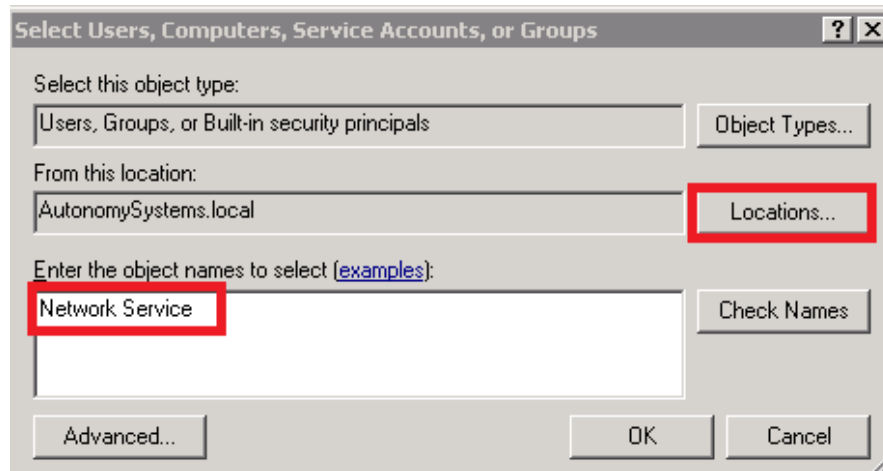 Select Users, Computers, Service Accounts, or Groups
Select this object type:
Users, Groups, or Built-in security principals
Object Types...
From this location:
AutonomySystems.local
Locations...
Enter the object names to select (examples):
Network Service
Check Names
Advanced...
OK
Cancel